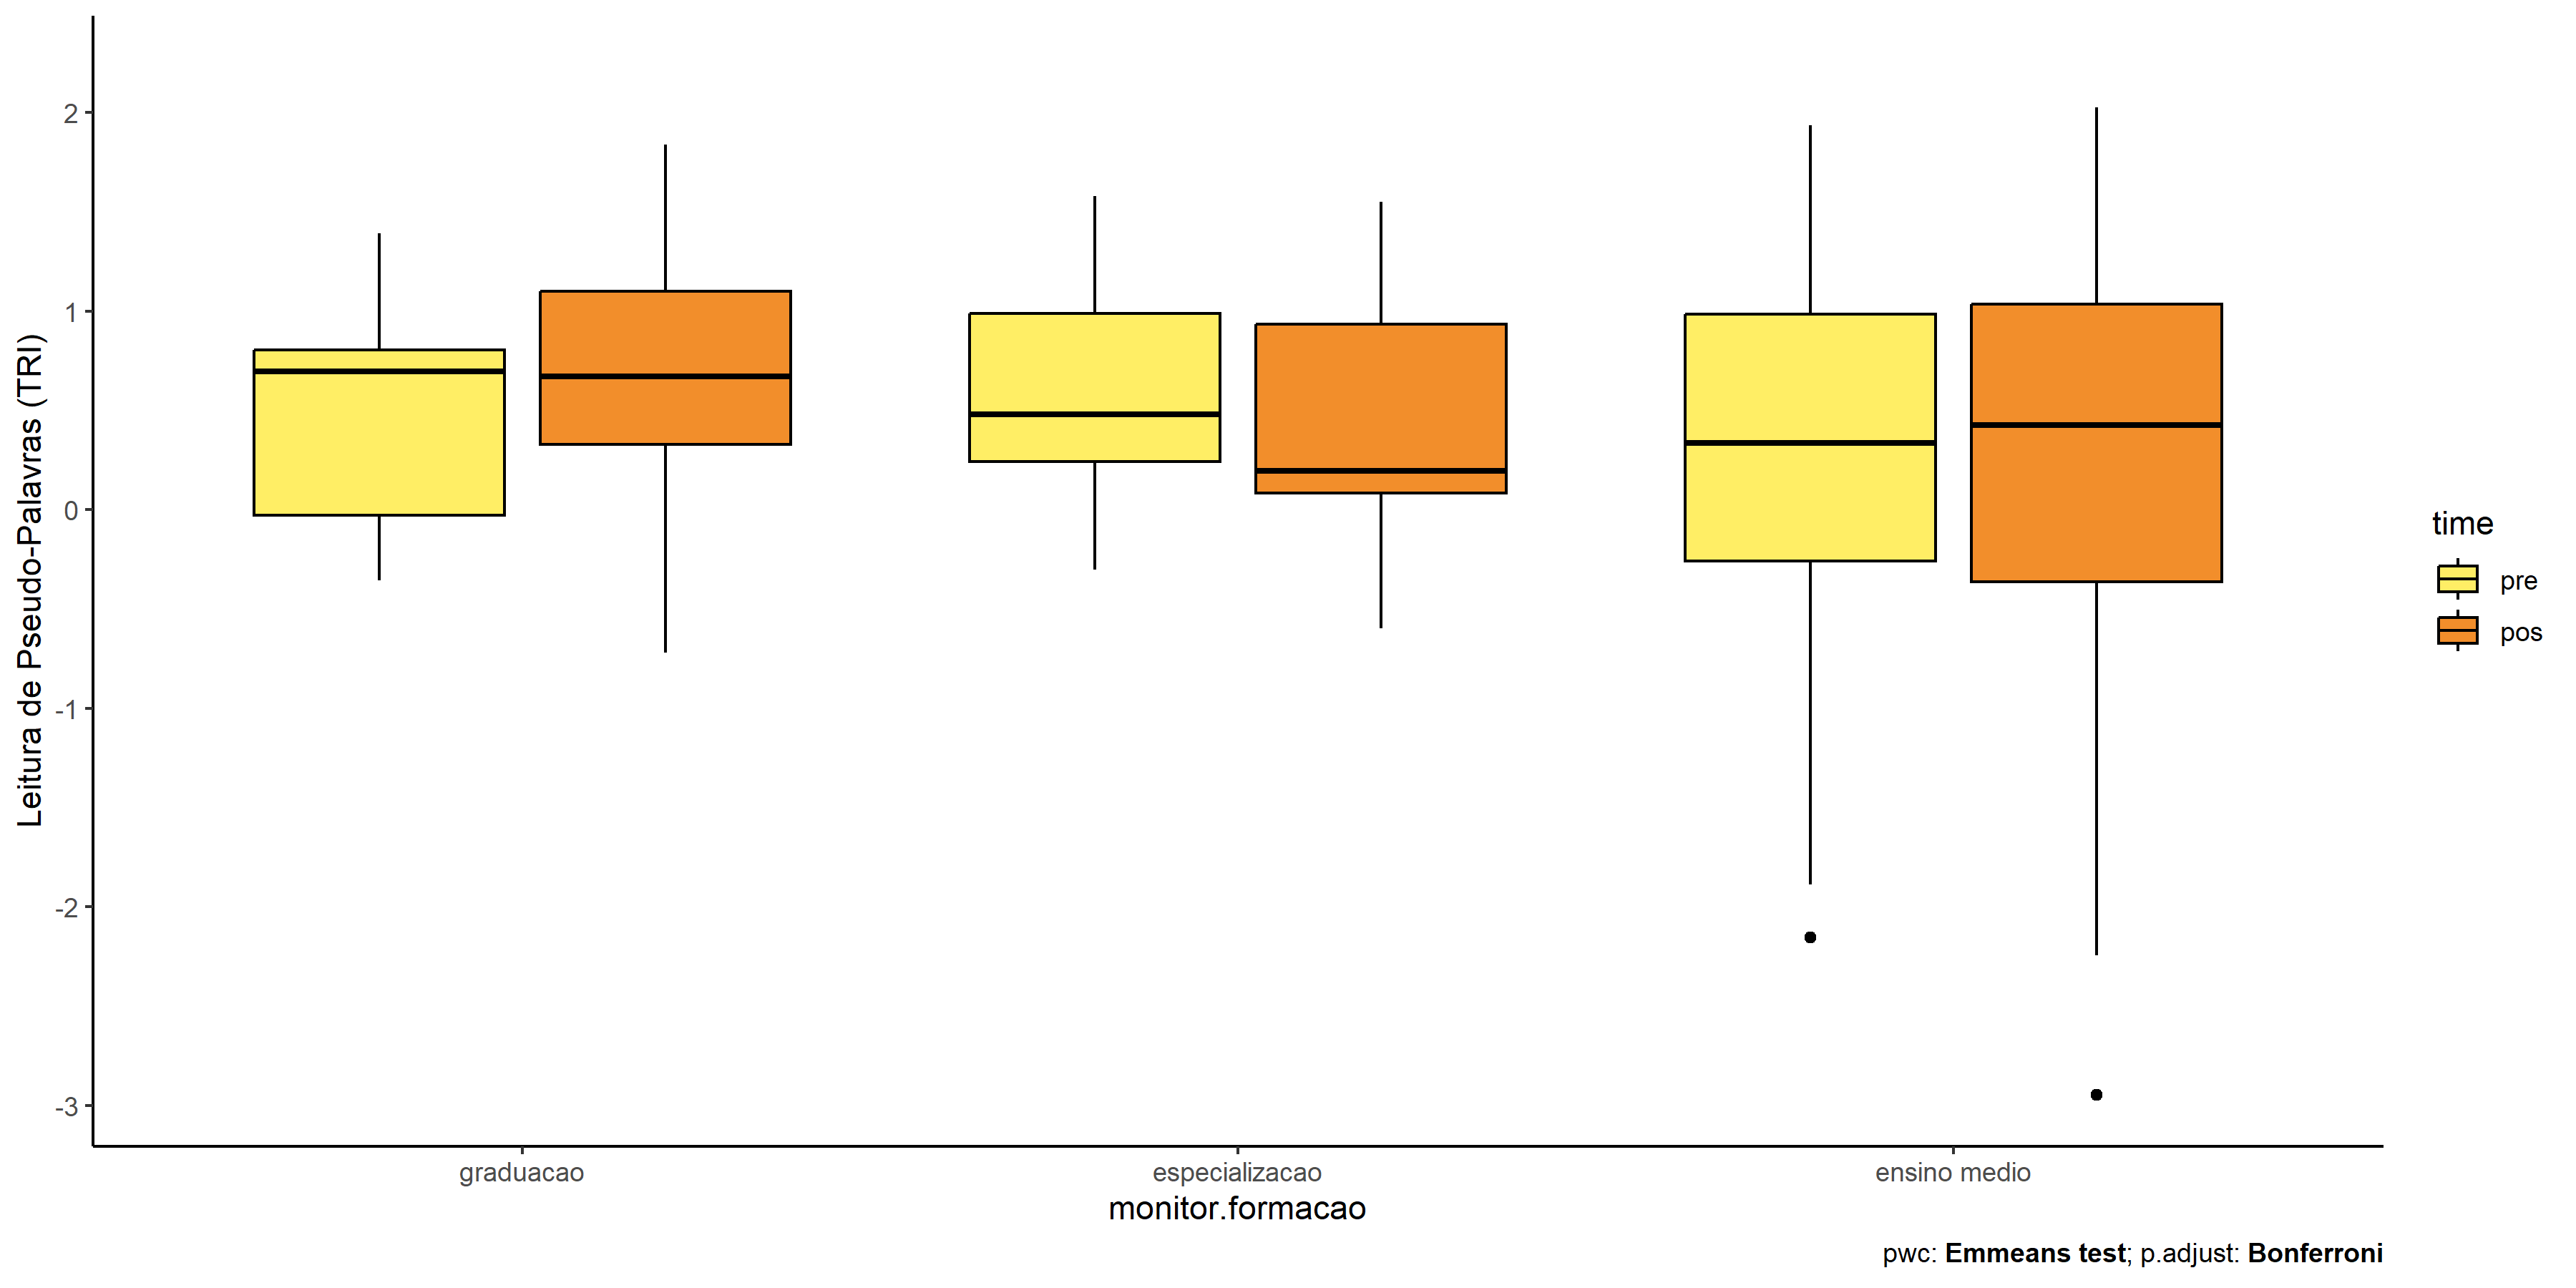 Leitura de Pseudo-Palavras (TRI)
2
1
0
-1
-2
-3
graduacao
especializacao
ensino medio
monitor.formacao
time
pre
pos
pwc: Emmeans test; p.adjust: Bonferroni